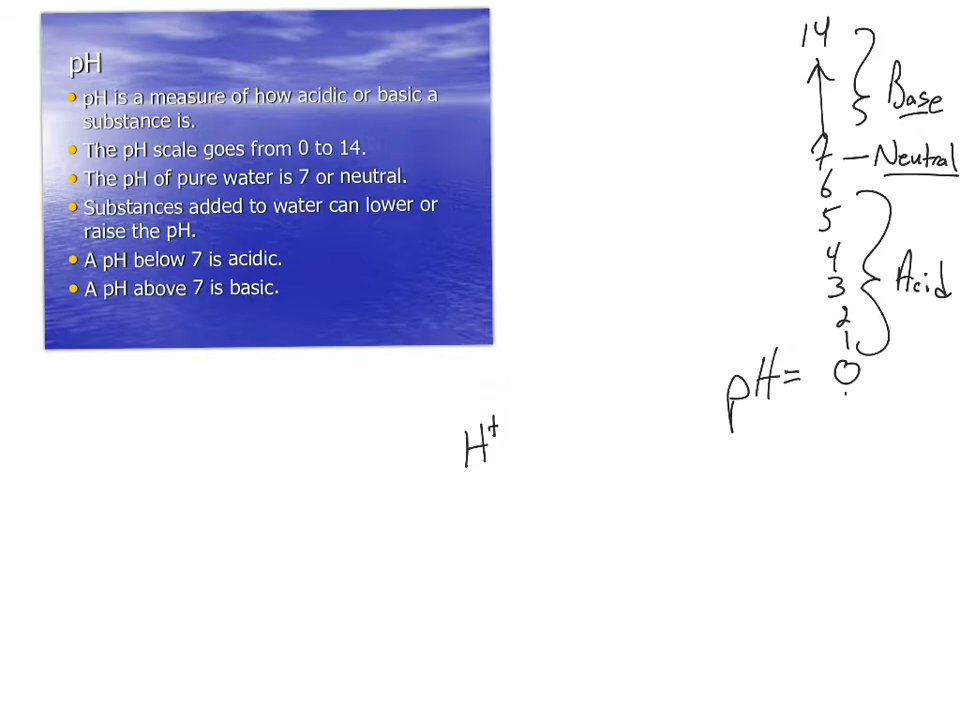 pH
• pH is a measure of how acidic or basic a
substance is.
• The pH scale goes from 0 to 14.
• The pH of pure water is 7 or neutral.
• Substances added to water can lower or
raise the pH.
• A pH below 7 is acidic.
• A pH above 7 is basic.
14
Base
7 — Neutral
6
5
4
Acid
3
2
1
pH = 0
H+